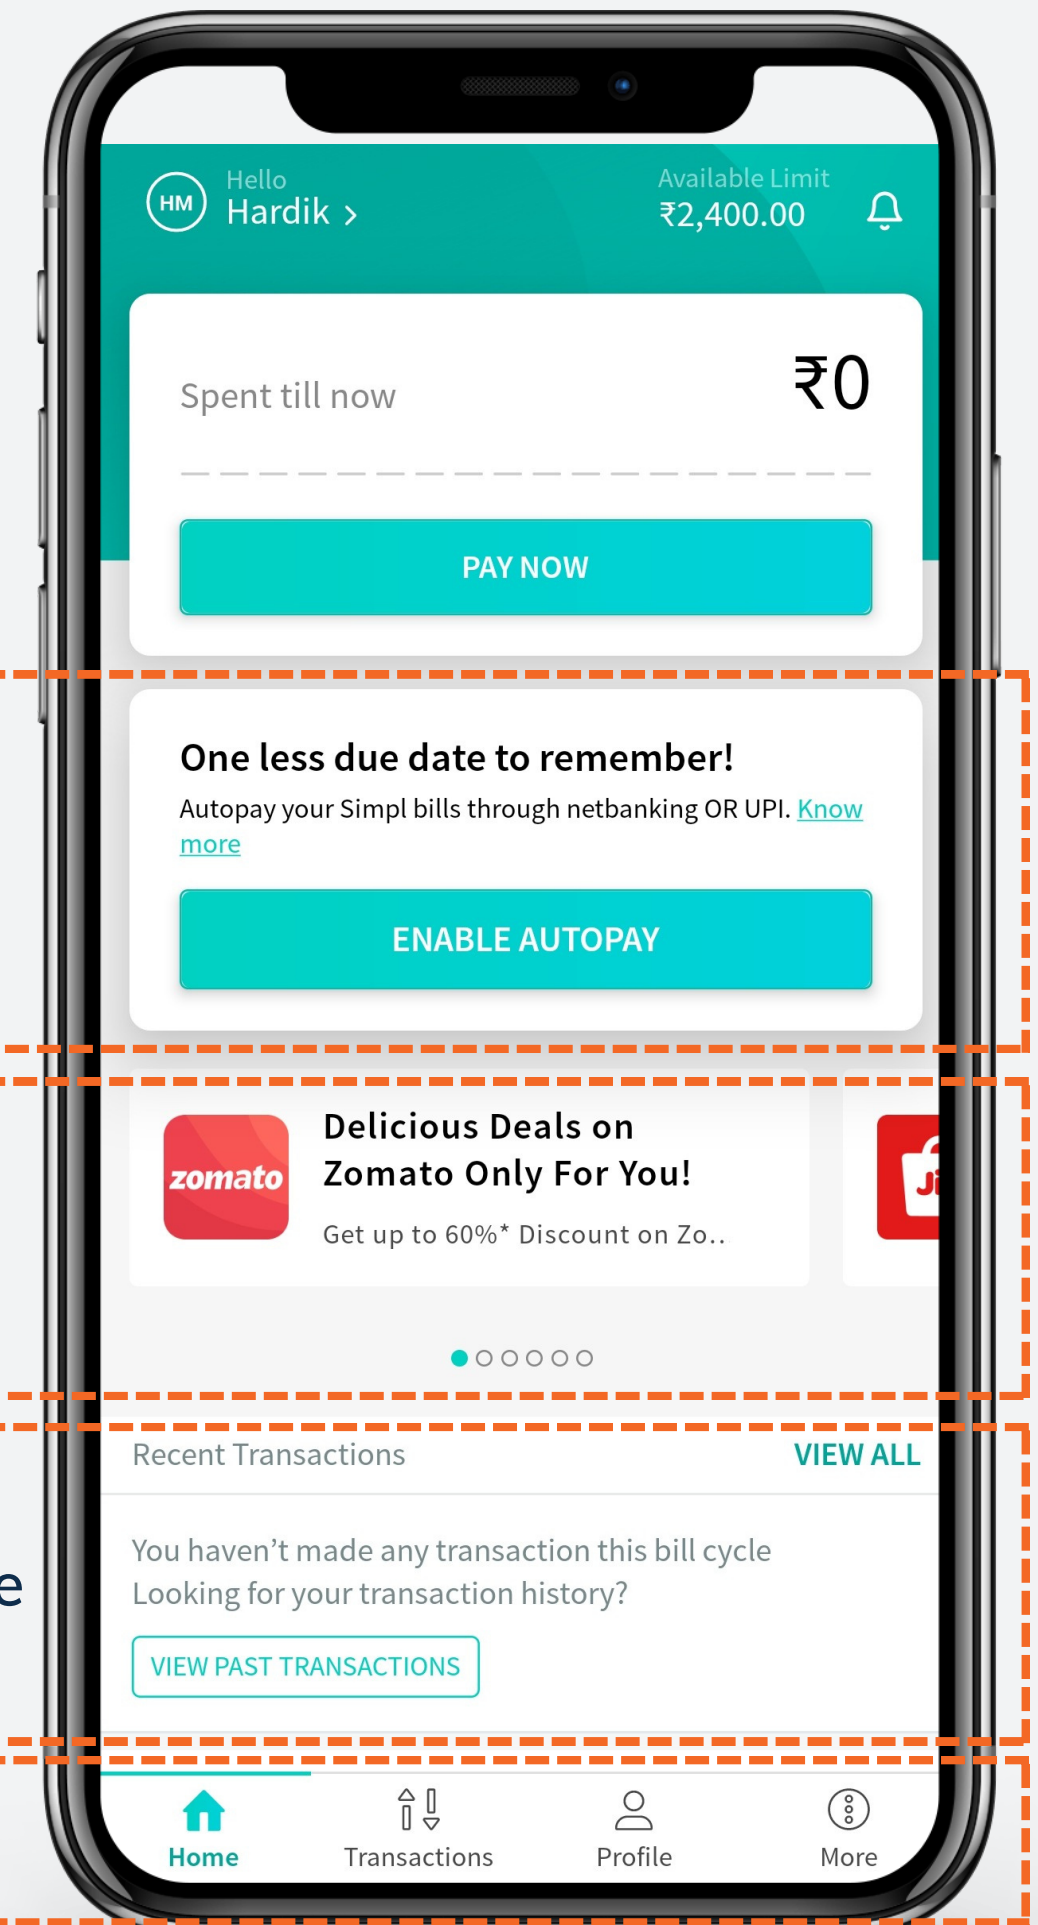 HM
Hello
Hardik >
Available Limit
₹2,400.00
Spent till now
₹0
PAY NOW
One less due date to remember!
Autopay your Simpl bills through netbanking OR UPI. Know
more
ENABLE AUTOPAY
zomato
Delicious Deals on
Zomato Only For You!
Get up to 60%* Discount on Zo..
Ji
Recent Transactions
VIEW ALL
You haven't made any transaction this bill cycle
Looking for your transaction history?
e
VIEW PAST TRANSACTIONS
Home
Transactions
Profile
More